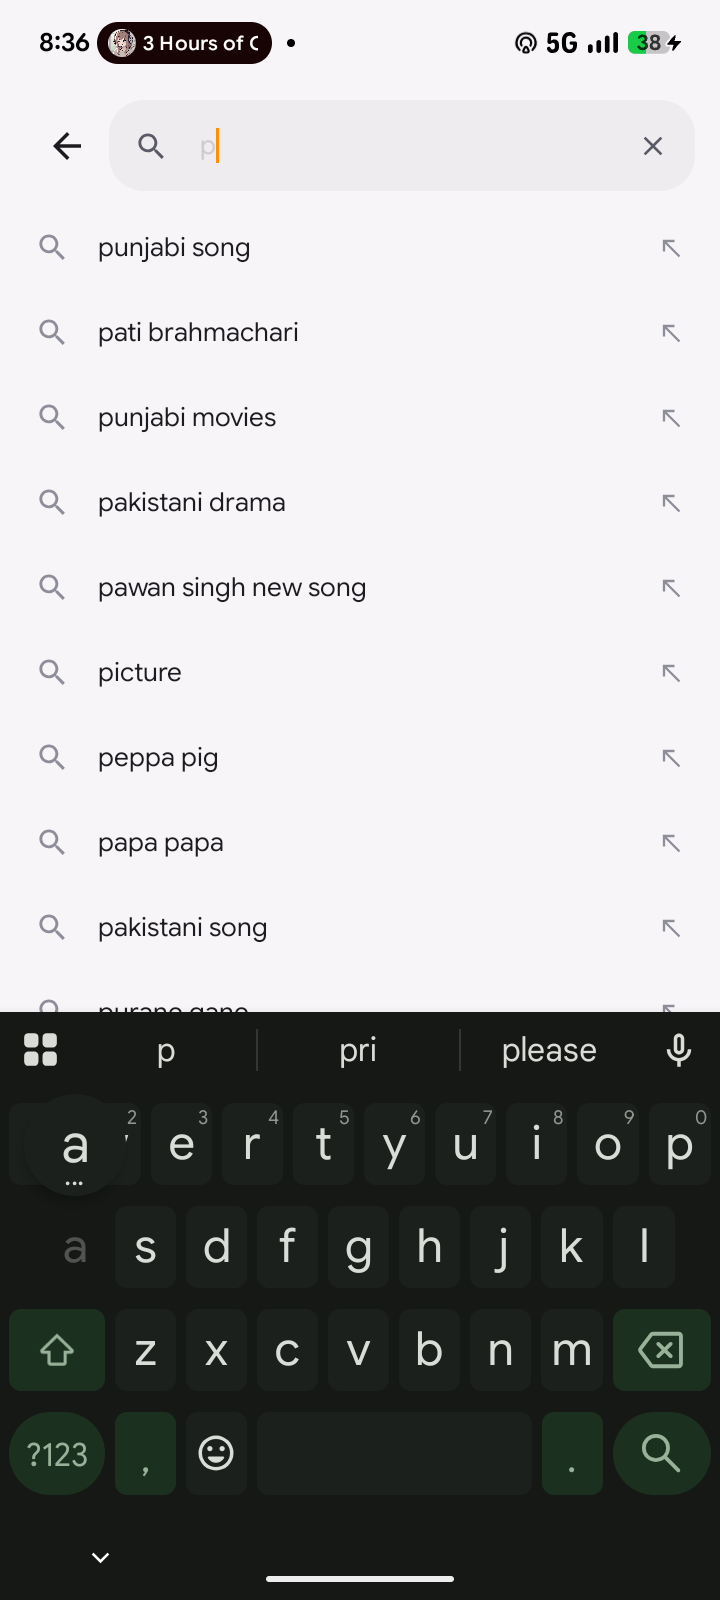 8:36 3 Hours of 5G 38
p
punjabi song
pati brahmachari
punjabi movies
pakistani drama
pawan singh new song
picture
peppa pig
papa papa
pakistani song
purane gane
p pri please
a 2 e 3 r 4 t 5 y 6 u 7 i 8 o 9 p 0
a s d f g h j k l
z x c v b n m
?123 , .